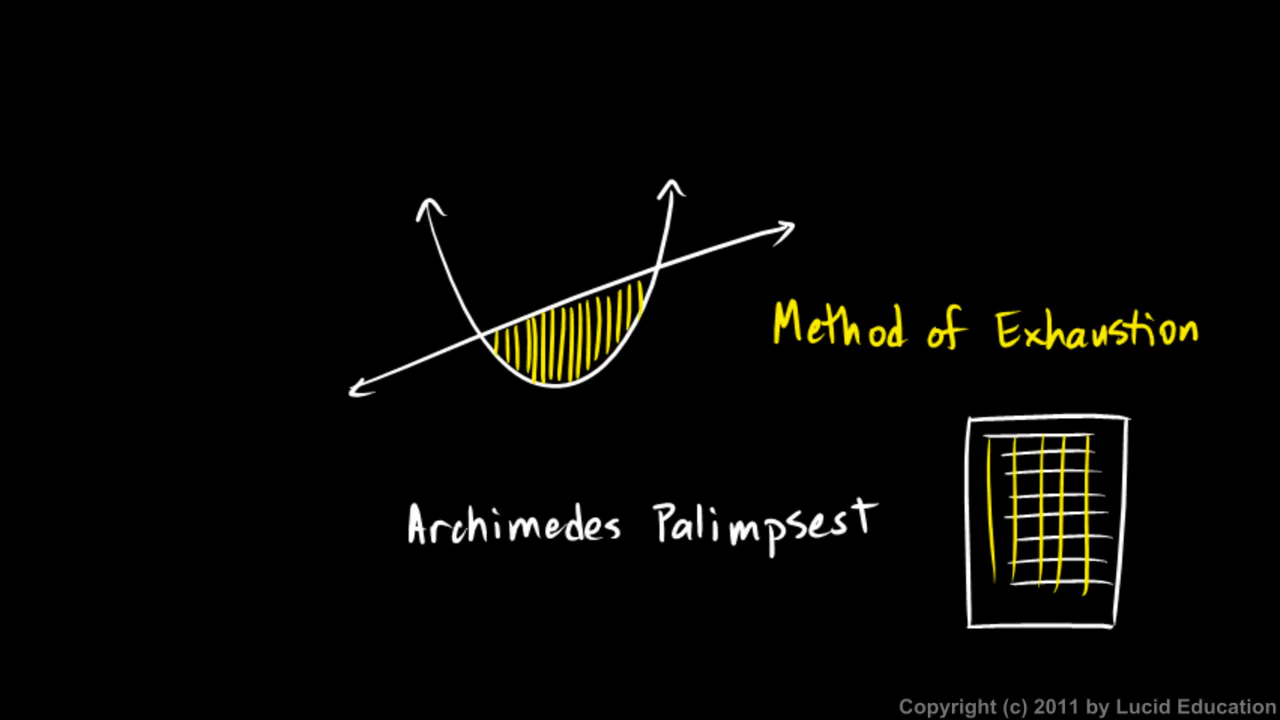 Method of Exhaustion
Archimedes Palimpsest
Copyright (c) 2011 by Lucid Education